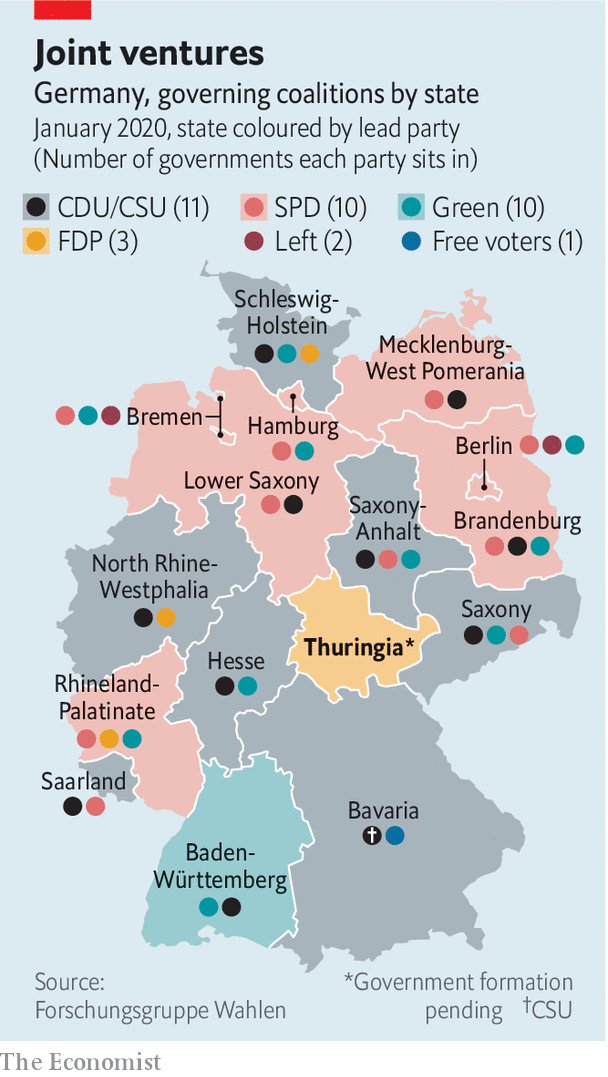 Joint ventures
Germany, governing coalitions by state
January 2020, state coloured by lead party
(Number of governments each party sits in)
CDU/CSU (11) SPD (10) Green (10)
FDP (3) Left (2) Free voters (1)
Schleswig-
Holstein
Mecklenburg-
West Pomerania
Bremen
Hamburg
Berlin
Lower Saxony
Saxony-
Anhalt
Brandenburg
North Rhine-
Westphalia
Saxony
Thuringia*
Hesse
Rhineland-
Palatinate
Saarland
Bavaria
†
Baden-
Württemberg
Source:
Forschungsgruppe Wahlen
*Government formation
pending †CSU
The Economist